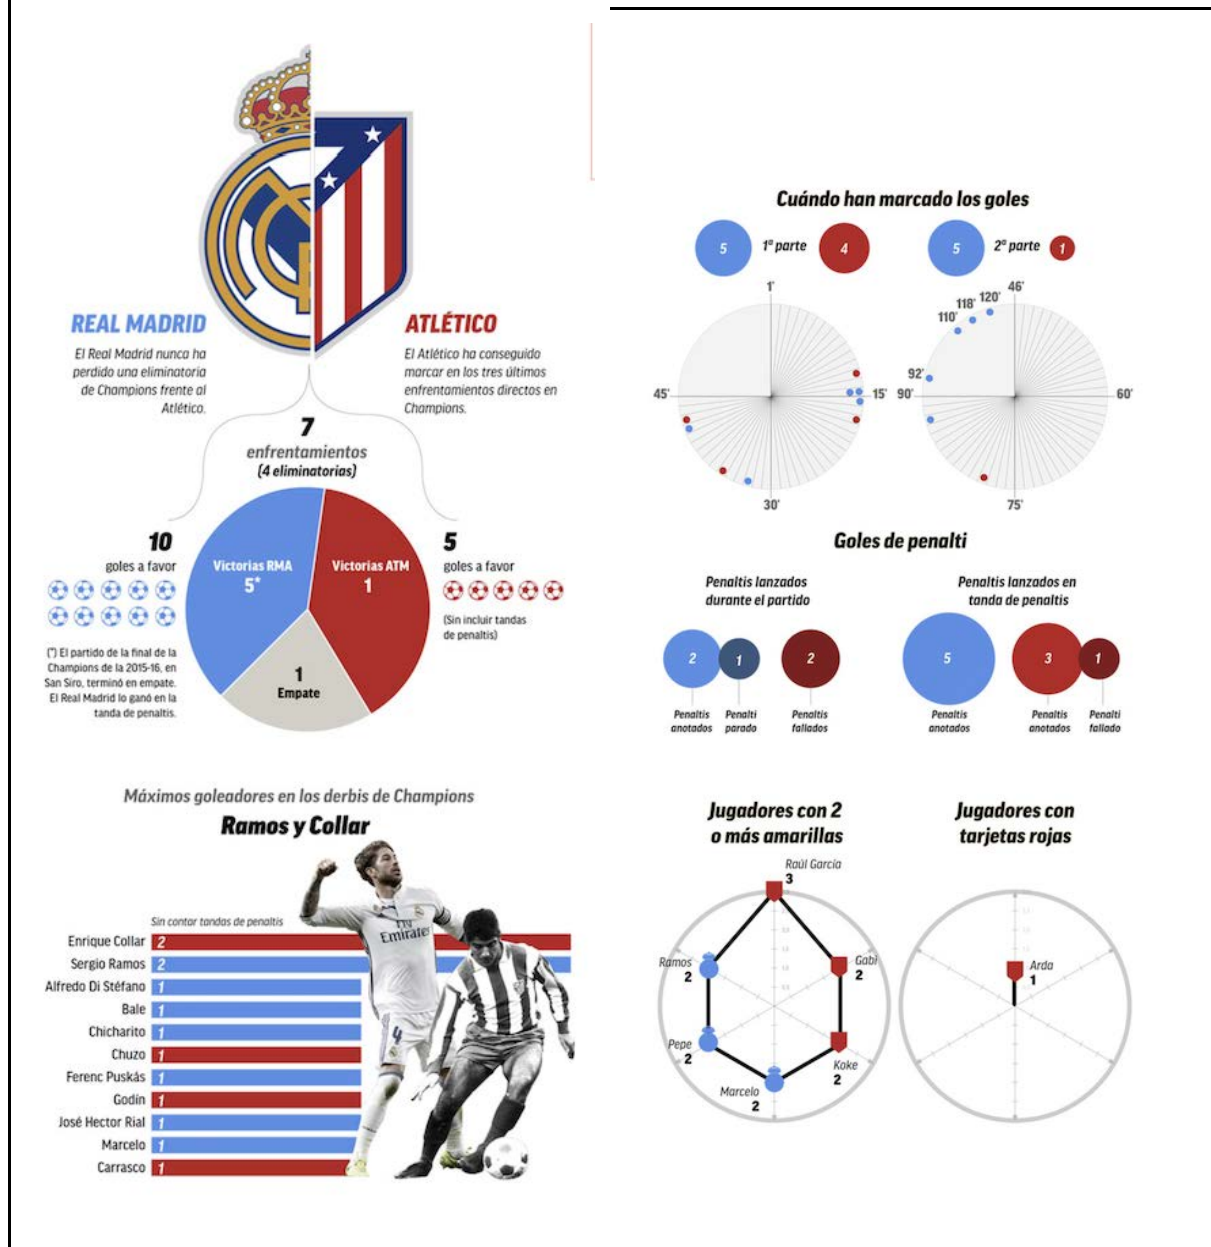 REAL MADRID
El Real Madrid nunca ha
perdido una eliminatoria
de Champions frente al
Atlético.
ATLÉTICO
El Atlético ha conseguido
marcar en los tres últimos
enfrentamientos directos en
Champions.
7
enfrentamientos
(4 eliminatorias)
10
goles a favor
5
goles a favor
(Sin incluir tandas
de penaltis)
Victorias RMA
5*
Victorias ATM
1
1
Empate
(*) El partido de la final de la
Champions de la 2015-16, en
San Siro, terminó en empate.
El Real Madrid lo ganó en la
tanda de penaltis.
Máximos goleadores en los derbis de Champions
Ramos y Collar
Sin contar tandas de penaltis
Enrique Collar 2
Sergio Ramos 2
Alfredo Di Stéfano 1
Bale 1
Chicharito 1
Chuzo 1
Ferenc Puskás 1
Godín 1
José Hector Rial 1
Marcelo 1
Carrasco 1
Fly
Emirates
4
Cuándo han marcado los goles
5 1ª parte 4
5 2ª parte 1
1'
15'
30'
45'
46'
60'
75'
90'
92'
110'
118'
120'
Goles de penalti
Penaltis lanzados
durante el partido
2 1 2
Penaltis
anotados
Penalti
parado
Penaltis
fallados
Penaltis lanzados en
tanda de penaltis
5 3 1
Penaltis
anotados
Penaltis
anotados
Penalti
fallado
Jugadores con 2
o más amarillas
Raúl García
3
Gabi
2
Koke
2
Marcelo
2
Pepe
2
Ramos
2
Jugadores con
tarjetas rojas
Arda
1